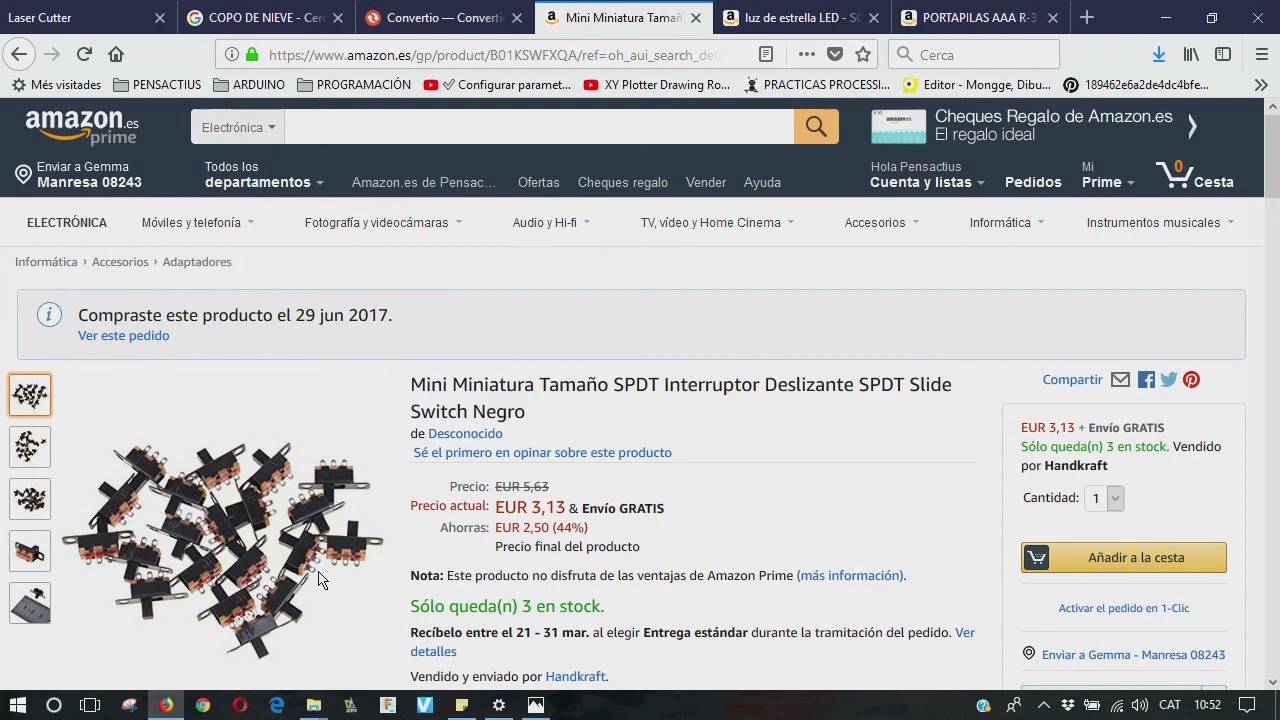 Laser Cutter
COPO DE NIEVE - Cer
Convertio — Converti
Mini Miniatura Tamañ
luz de estrella LED - S
PORTAPILAS AAA R-3
https://www.amazon.es/gp/product/B01KSWFXQA/ref=oh_aui_search_det
Cerca
Más visitados
PENSACTIUS
ARDUINO
PROGRAMACIÓN
Configurar paramet...
XY Plotter Drawing Ro...
PRACTICAS PROCESSI...
Editor - Mongge, Dibu...
189462e6a2de4dc4bfe...
amazon.es
prime
Electrónica
Cheques Regalo de Amazon.es
El regalo ideal
Enviar a Gemma
Manresa 08243
Todos los
departamentos
Amazon.es de Pensac...
Ofertas
Cheques regalo
Vender
Ayuda
Hola Pensactius
Cuenta y listas
Pedidos
Mi
Prime
0
Cesta
ELECTRÓNICA
Móviles y telefonía
Fotografía y videocámaras
Audio y Hi-fi
TV, vídeo y Home Cinema
Accesorios
Informática
Instrumentos musicales
Informática › Accesorios › Adaptadores
Compraste este producto el 29 jun 2017.
Ver este pedido
Mini Miniatura Tamaño SPDT Interruptor Deslizante SPDT Slide
Switch Negro
de Desconocido
Sé el primero en opinar sobre este producto
Precio: EUR 5,63
Precio actual: EUR 3,13 & Envío GRATIS
Ahorras: EUR 2,50 (44%)
Precio final del producto
Nota: Este producto no disfruta de las ventajas de Amazon Prime (más información).
Sólo queda(n) 3 en stock.
Recíbelo entre el 21 - 31 mar. al elegir Entrega estándar durante la tramitación del pedido. Ver
detalles
Vendido y enviado por Handkraft.
Compartir
EUR 3,13 + Envío GRATIS
Sólo queda(n) 3 en stock. Vendido
por Handkraft
Cantidad: 1
Añadir a la cesta
Activar el pedido en 1-Clic
Enviar a Gemma - Manresa 08243
CAT
10:52